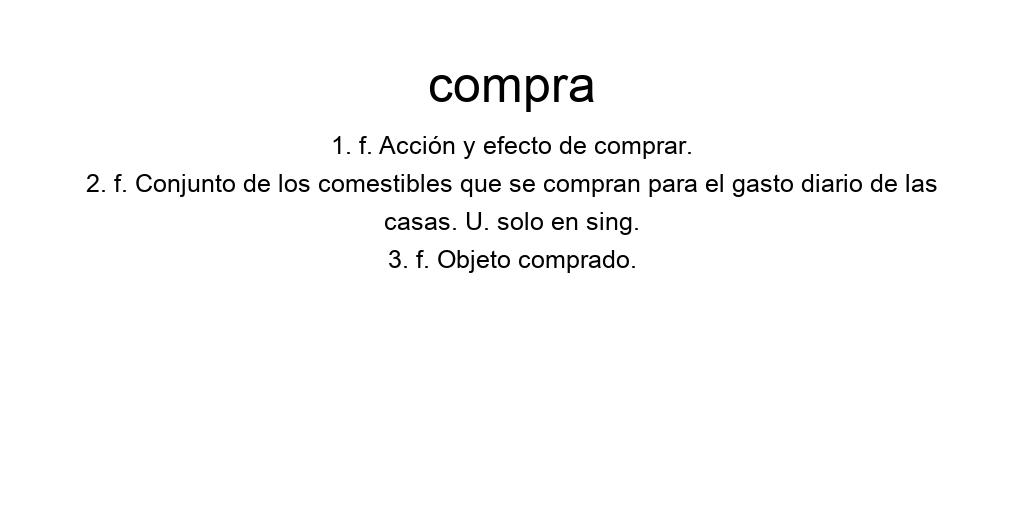 compra
1. f. Acción y efecto de comprar.
2. f. Conjunto de los comestibles que se compran para el gasto diario de las
casas. U. solo en sing.
3. f. Objeto comprado.